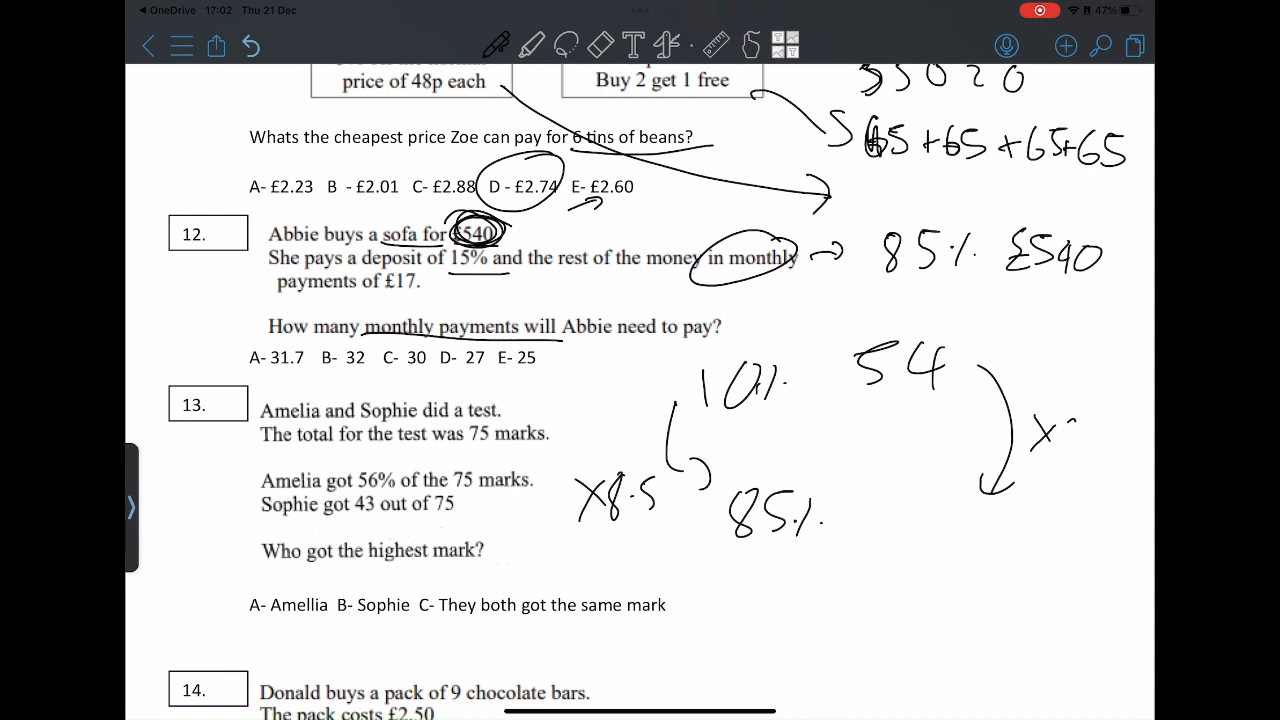 OneDrive 17:02 Thu 21 Dec 47%
price of 48p each
Buy 2 get 1 free
65+65+65+65
Whats the cheapest price Zoe can pay for 6 tins of beans?
A- £2.23 B - £2.01 C- £2.88 D - £2.74 E- £2.60
12.
Abbie buys a sofa for £540
She pays a deposit of 15% and the rest of the money in monthly
payments of £17.
85% £540
How many monthly payments will Abbie need to pay?
A- 31.7 B- 32 C- 30 D- 27 E- 25
10% 54
13.
Amelia and Sophie did a test.
The total for the test was 75 marks.
Amelia got 56% of the 75 marks.
Sophie got 43 out of 75
x8.5 85%
Who got the highest mark?
A- Amellia B- Sophie C- They both got the same mark
14.
Donald buys a pack of 9 chocolate bars.
The pack costs £2.50